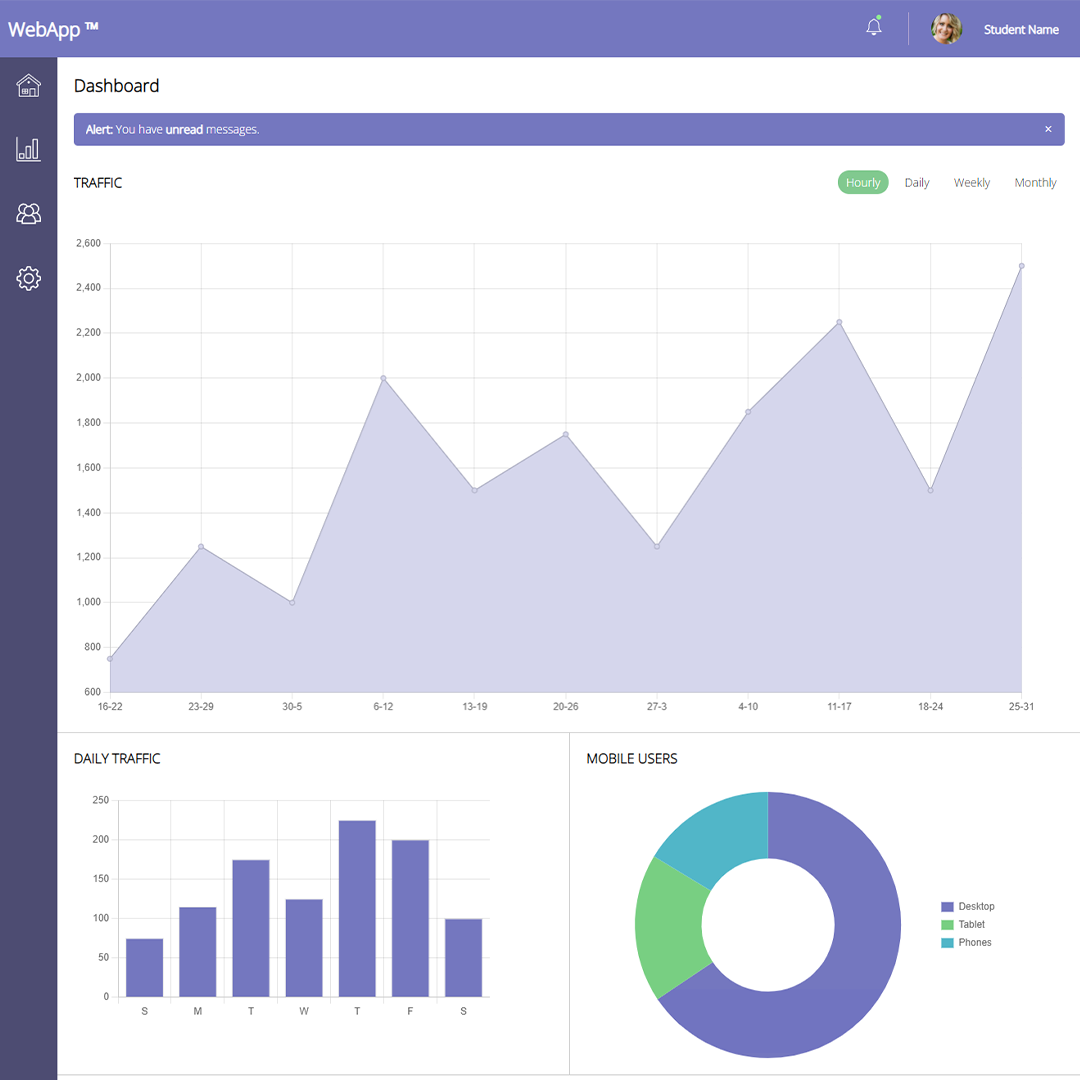 WebApp ™
Student Name
Dashboard
Alert: You have unread messages. ×
TRAFFIC
Hourly Daily Weekly Monthly
2,600
2,400
2,200
2,000
1,800
1,600
1,400
1,200
1,000
800
600
16-22 23-29 30-5 6-12 13-19 20-26 27-3 4-10 11-17 18-24 25-31
DAILY TRAFFIC
250
200
150
100
50
0
S M T W T F S
MOBILE USERS
Desktop
Tablet
Phones